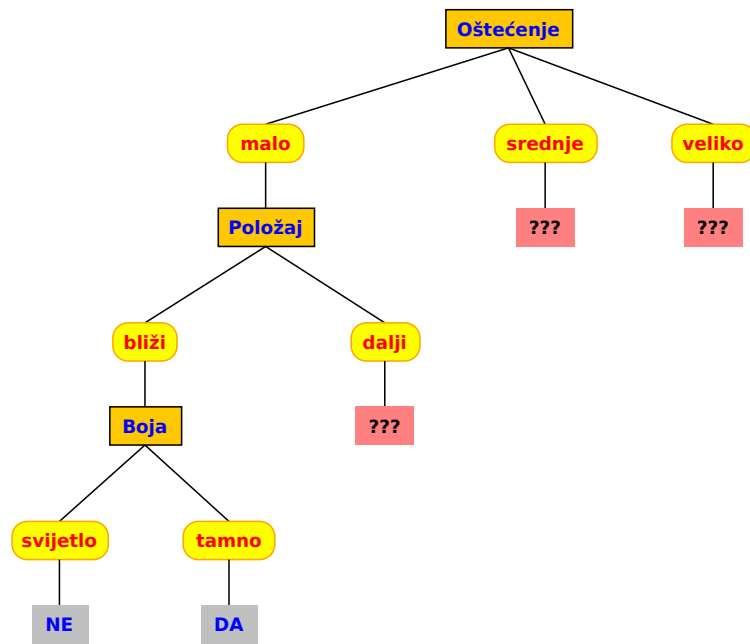 Oštećenje
malo
srednje
veliko
Položaj
???
???
bliži
dalji
Boja
???
svijetlo
tamno
NE
DA